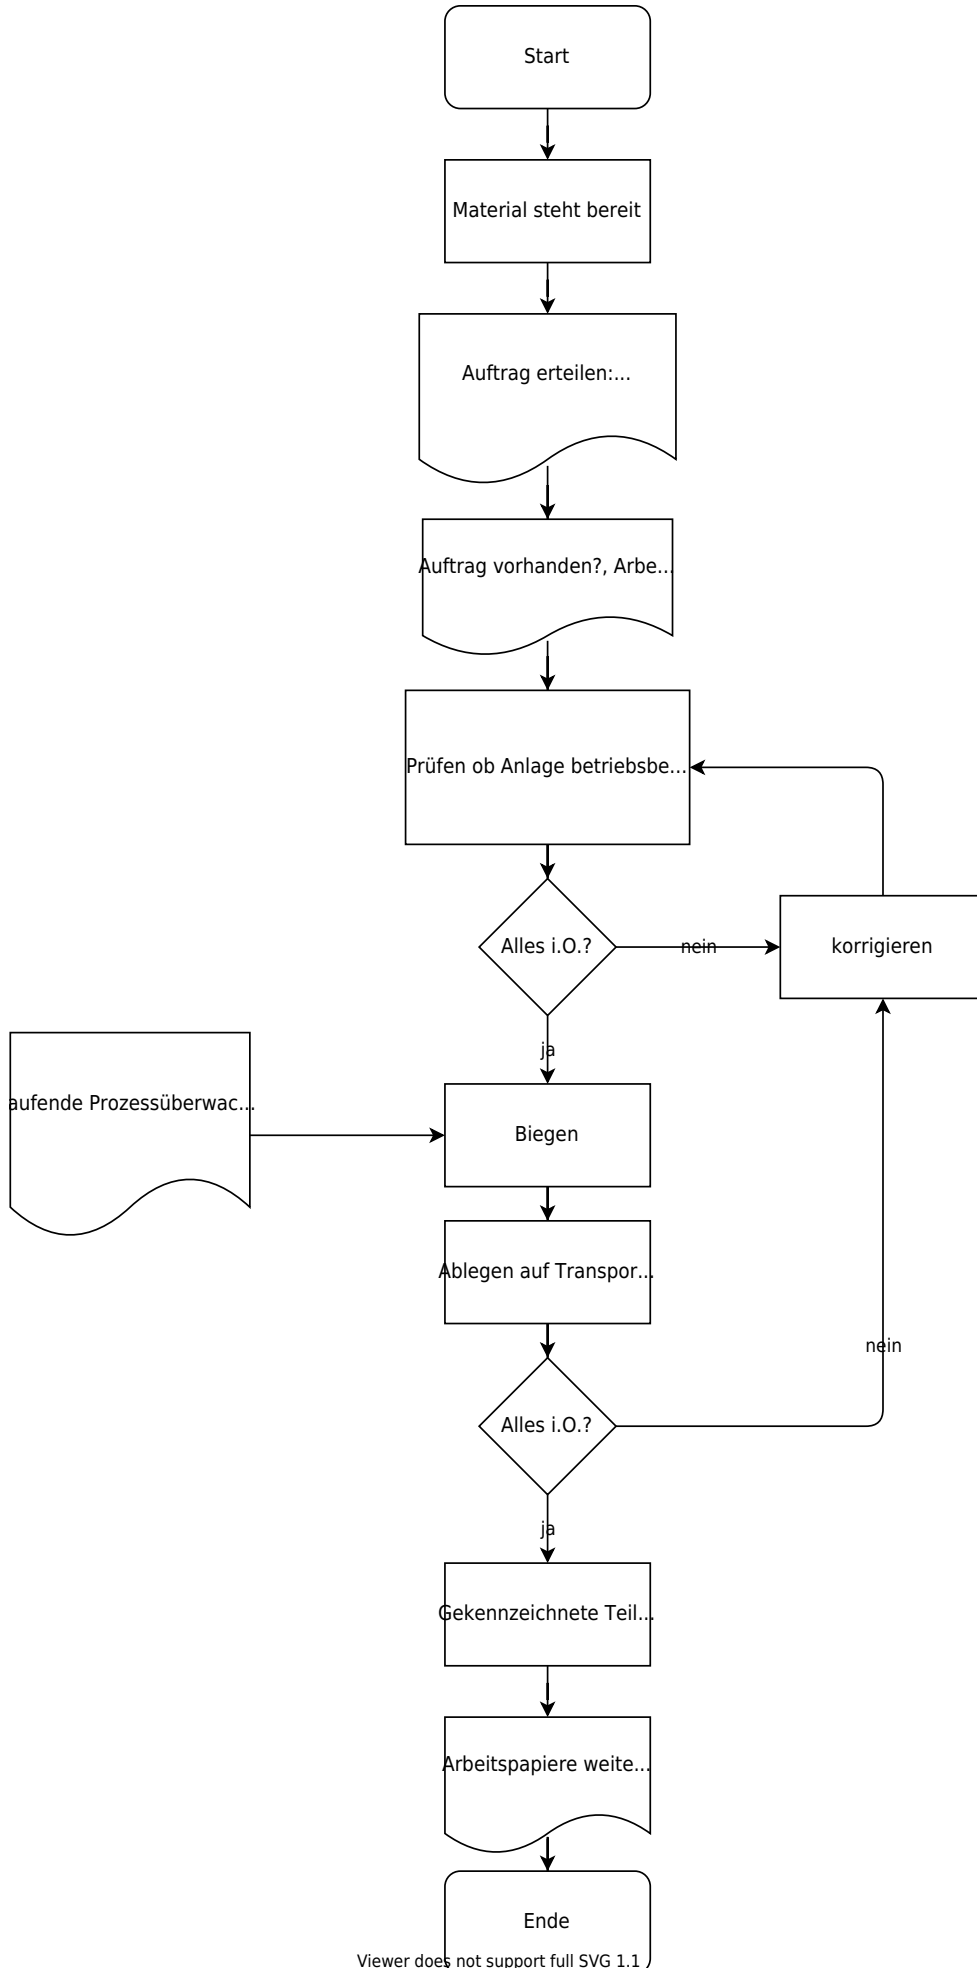 Start
Material steht bereit
Auftrag erteilen:...
Auftrag vorhanden?, Arbe...
Prüfen ob Anlage betriebsbe...
Alles i.O.?
nein
korrigieren
ja
aufende Prozessüberwac...
Biegen
Ablegen auf Transpor...
nein
Alles i.O.?
ja
Gekennzeichnete Teil...
Arbeitspapiere weite...
Ende
Viewer does not support full SVG 1.1